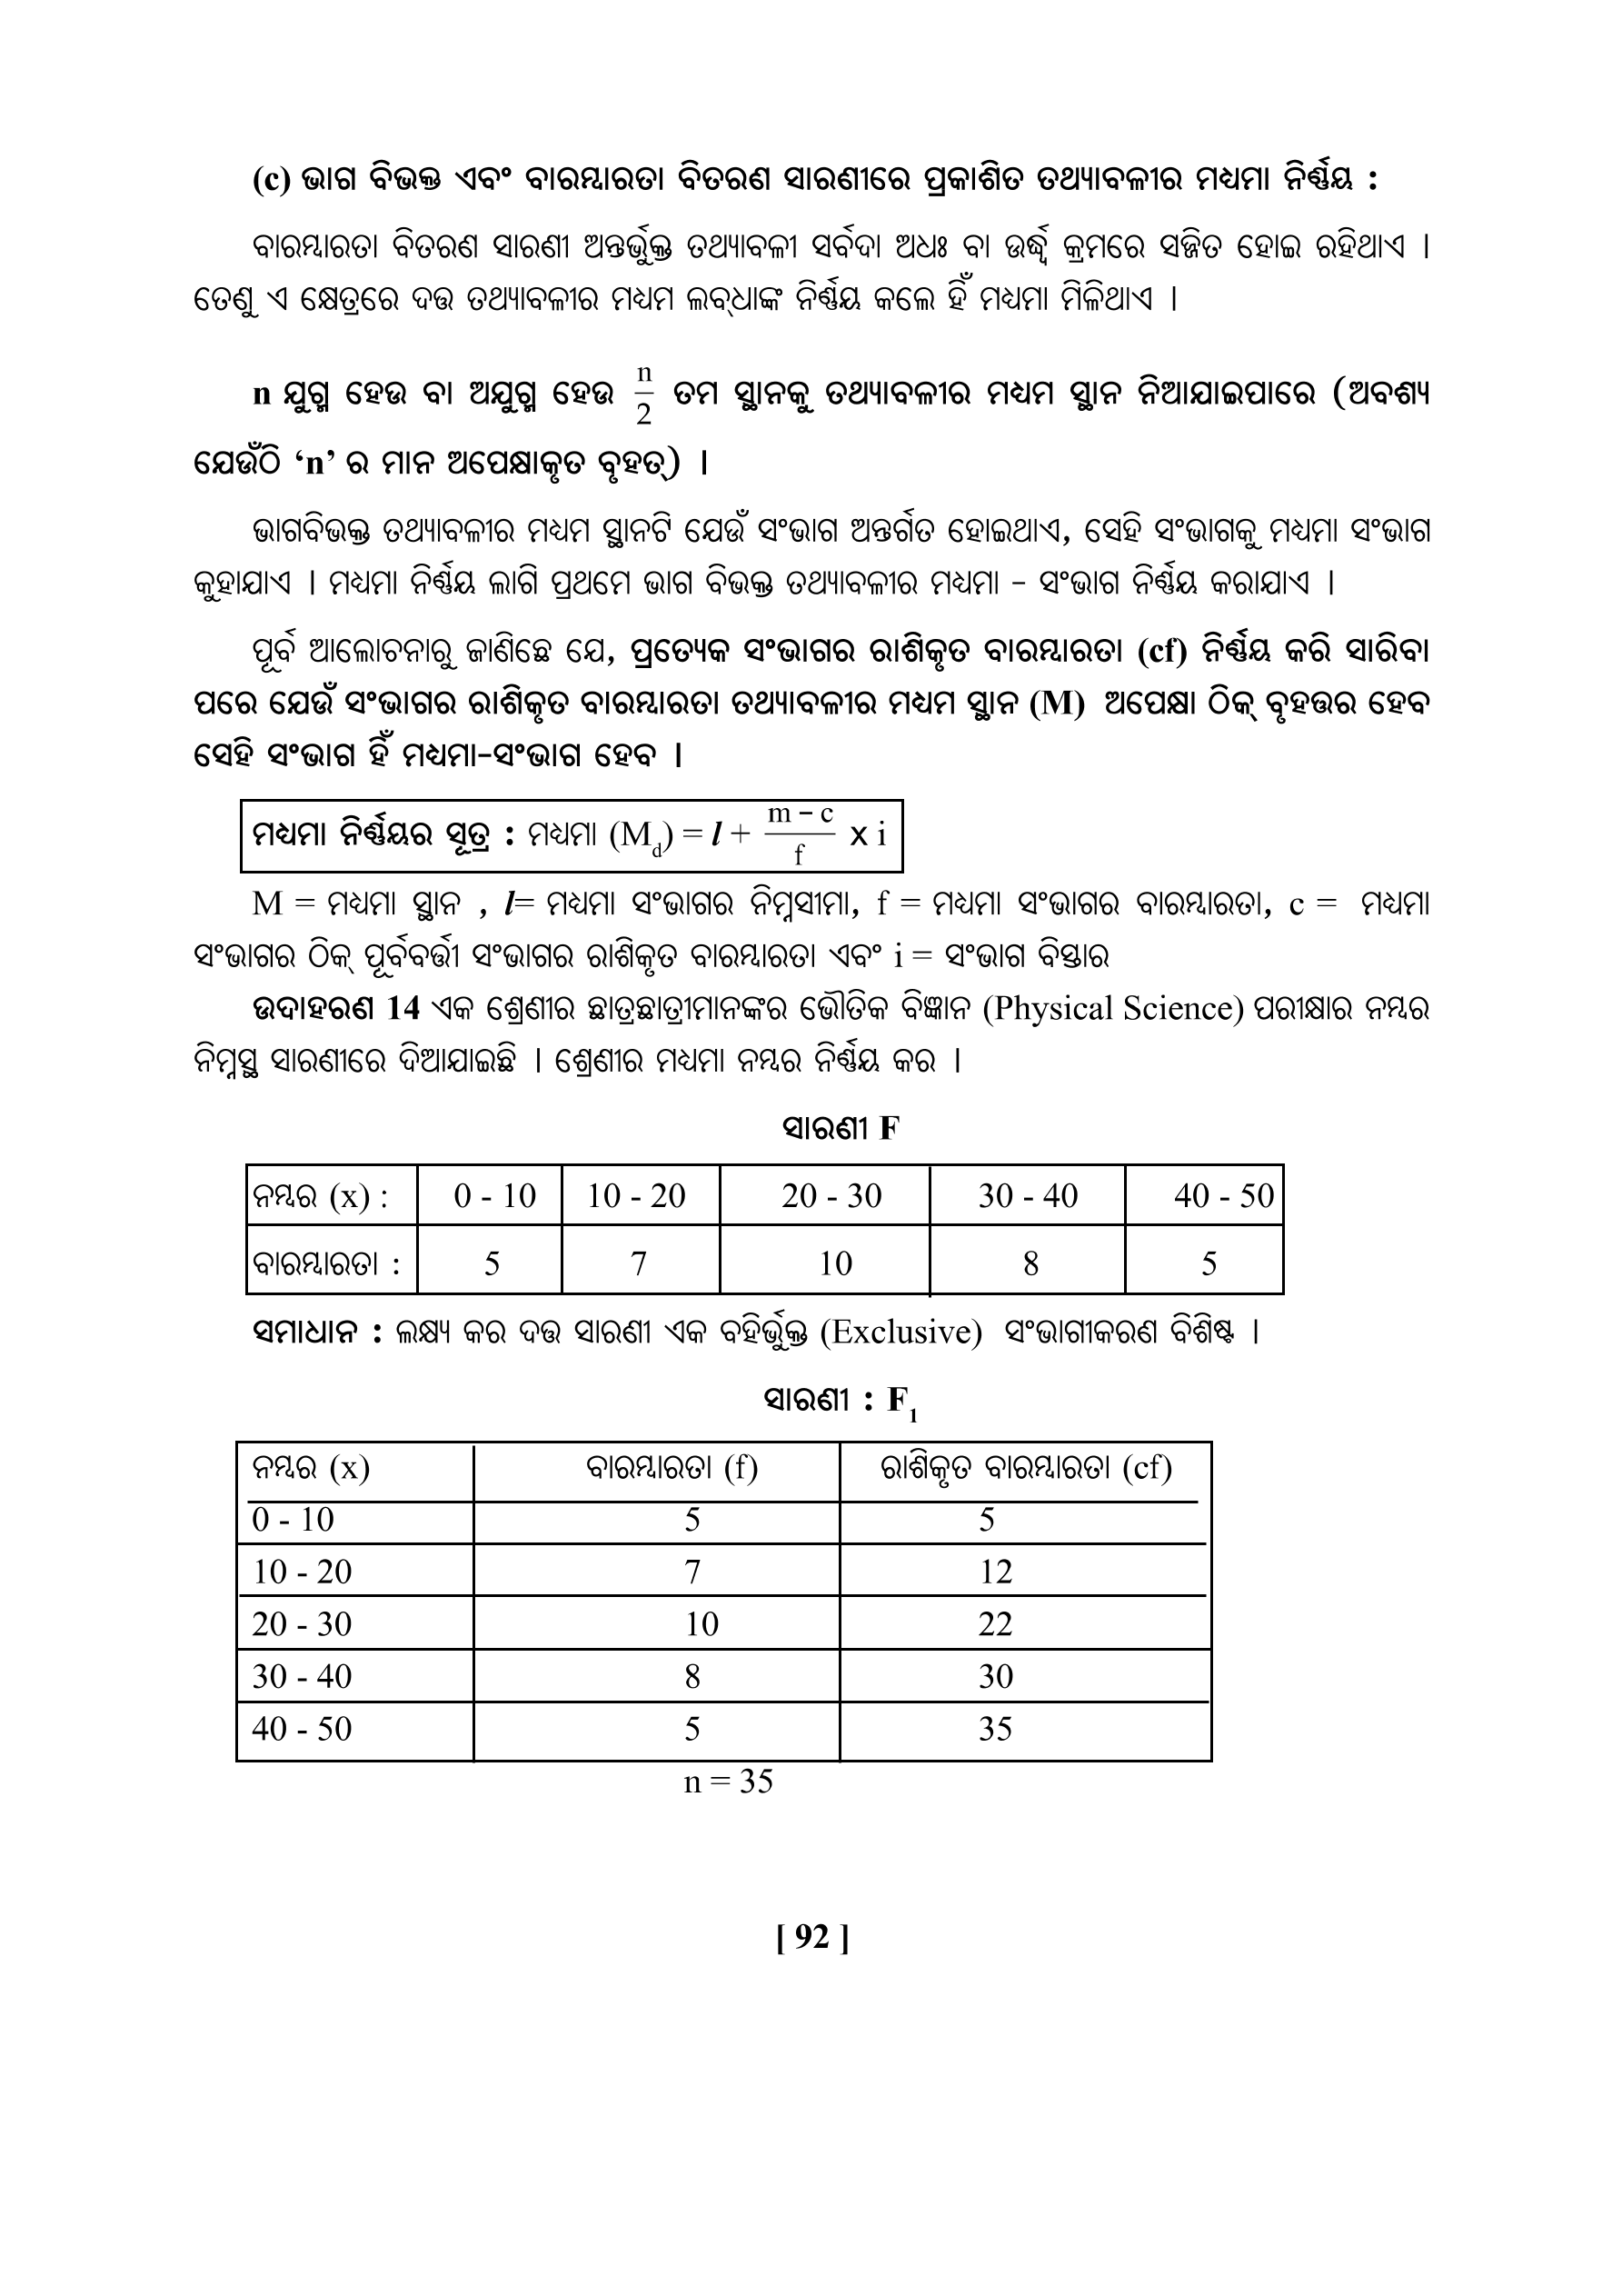 (c) ଭାଗ ବିଭକ୍ତ ଏବଂ ବାରମ୍ବାରତା ବିତରଣ ସାରଣୀରେ ପ୍ରକାଶିତ ତଥ୍ୟାବଳୀର ମଧ୍ୟମା ନିର୍ଣ୍ଣୟ :
ବାରମ୍ବାରତା ବିତରଣ ସାରଣୀ ଅନ୍ତର୍ଭୁକ୍ତ ତଥ୍ୟାବଳୀ ସର୍ବଦା ଅଧଃ ବା ଉର୍ଦ୍ଧ୍ୱ କ୍ରମରେ ସଜ୍ଜିତ ହୋଇ ରହିଥାଏ ।
ତେଣୁ ଏ କ୍ଷେତ୍ରରେ ଦତ୍ତ ତଥ୍ୟାବଳୀର ମଧ୍ୟମ ଲବ୍‌ଧାଙ୍କ ନିର୍ଣ୍ଣୟ କଲେ ହିଁ ମଧ୍ୟମା ମିଳିଥାଏ ।
n ଯୁଗ୍ମ ହେଉ ବା ଅଯୁଗ୍ମ ହେଉ n/2 ତମ ସ୍ଥାନକୁ ତଥ୍ୟାବଳୀର ମଧ୍ୟମ ସ୍ଥାନ ନିଆଯାଇପାରେ (ଅବଶ୍ୟ
ଯେଉଁଠି ‘n’ ର ମାନ ଅପେକ୍ଷାକୃତ ବୃହତ୍) ।
ଭାଗବିଭକ୍ତ ତଥ୍ୟାବଳୀର ମଧ୍ୟମ ସ୍ଥାନଟି ଯେଉଁ ସଂଭାଗ ଅନ୍ତର୍ଗତ ହୋଇଥାଏ, ସେହି ସଂଭାଗକୁ ମଧ୍ୟମା ସଂଭାଗ
କୁହାଯାଏ । ମଧ୍ୟମା ନିର୍ଣ୍ଣୟ ଲାଗି ପ୍ରଥମେ ଭାଗ ବିଭକ୍ତ ତଥ୍ୟାବଳୀର ମଧ୍ୟମା – ସଂଭାଗ ନିର୍ଣ୍ଣୟ କରାଯାଏ ।
ପୂର୍ବ ଆଲୋଚନାରୁ ଜାଣିଛେ ଯେ, ପ୍ରତ୍ୟେକ ସଂଭାଗର ରାଶିକୃତ ବାରମ୍ବାରତା (cf) ନିର୍ଣ୍ଣୟ କରି ସାରିବା
ପରେ ଯେଉଁ ସଂଭାଗର ରାଶିକୃତ ବାରମ୍ବାରତା ତଥ୍ୟାବଳୀର ମଧ୍ୟମ ସ୍ଥାନ (M) ଅପେକ୍ଷା ଠିକ୍ ବୃହତ୍ତର ହେବ
ସେହି ସଂଭାଗ ହିଁ ମଧ୍ୟମା–ସଂଭାଗ ହେବ ।
ମଧ୍ୟମା ନିର୍ଣ୍ଣୟର ସୂତ୍ର : ମଧ୍ୟମା (M_d) = l + (m – c)/f x i
M = ମଧ୍ୟମା ସ୍ଥାନ , l= ମଧ୍ୟମା ସଂଭାଗର ନିମ୍ନସୀମା, f = ମଧ୍ୟମା ସଂଭାଗର ବାରମ୍ବାରତା, c = ମଧ୍ୟମା
ସଂଭାଗର ଠିକ୍ ପୂର୍ବବର୍ତ୍ତୀ ସଂଭାଗର ରାଶିକୃତ ବାରମ୍ବାରତା ଏବଂ i = ସଂଭାଗ ବିସ୍ତାର
ଉଦାହରଣ 14 ଏକ ଶ୍ରେଣୀର ଛାତ୍ରଛାତ୍ରୀମାନଙ୍କର ଭୌତିକ ବିଜ୍ଞାନ (Physical Science) ପରୀକ୍ଷାର ନମ୍ବର
ନିମ୍ନସ୍ଥ ସାରଣୀରେ ଦିଆଯାଇଛି । ଶ୍ରେଣୀର ମଧ୍ୟମା ନମ୍ବର ନିର୍ଣ୍ଣୟ କର ।
ସାରଣୀ F
ନମ୍ବର (x) : 0 - 10 10 - 20 20 - 30 30 - 40 40 - 50
ବାରମ୍ବାରତା : 5 7 10 8 5
ସମାଧାନ : ଲକ୍ଷ୍ୟ କର ଦତ୍ତ ସାରଣୀ ଏକ ବହିର୍ଭୁକ୍ତ (Exclusive) ସଂଭାଗୀକରଣ ବିଶିଷ୍ଟ ।
ସାରଣୀ : F₁
ନମ୍ବର (x) ବାରମ୍ବାରତା (f) ରାଶିକୃତ ବାରମ୍ବାରତା (cf)
0 - 10 5 5
10 - 20 7 12
20 - 30 10 22
30 - 40 8 30
40 - 50 5 35
n = 35
[ 92 ]